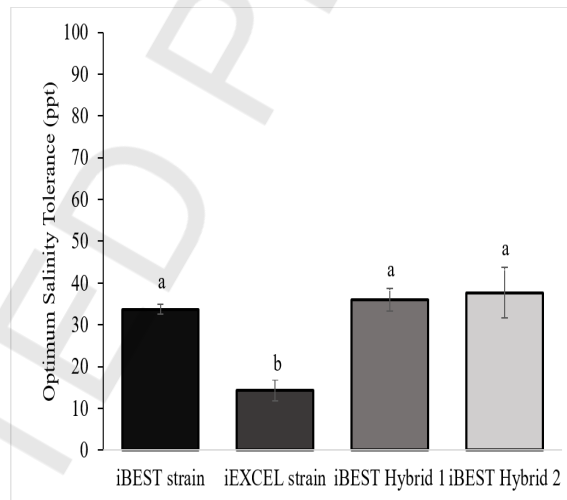 Optimum Salinity Tolerance (ppt)
100
90
80
70
60
50
40
30
20
10
0
a
b
a
a
iBEST strain iEXCEL strain iBEST Hybrid 1 iBEST Hybrid 2